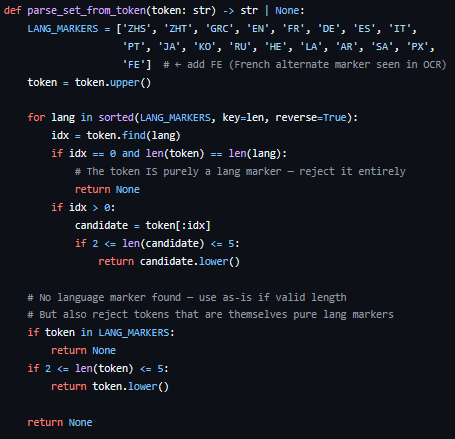 def parse_set_from_token(token: str) -> str | None:
    LANG_MARKERS = ['ZHS', 'ZHT', 'GRC', 'EN', 'FR', 'DE', 'ES', 'IT',
                    'PT', 'JA', 'KO', 'RU', 'HE', 'LA', 'AR', 'SA', 'PX',
                    'FE']  # ← add FE (French alternate marker seen in OCR)
    token = token.upper()

    for lang in sorted(LANG_MARKERS, key=len, reverse=True):
        idx = token.find(lang)
        if idx == 0 and len(token) == len(lang):
            # The token IS purely a lang marker — reject it entirely
            return None
        if idx > 0:
            candidate = token[:idx]
            if 2 <= len(candidate) <= 5:
                return candidate.lower()

    # No language marker found — use as-is if valid length
    # But also reject tokens that are themselves pure lang markers
    if token in LANG_MARKERS:
        return None
    if 2 <= len(token) <= 5:
        return token.lower()

    return None